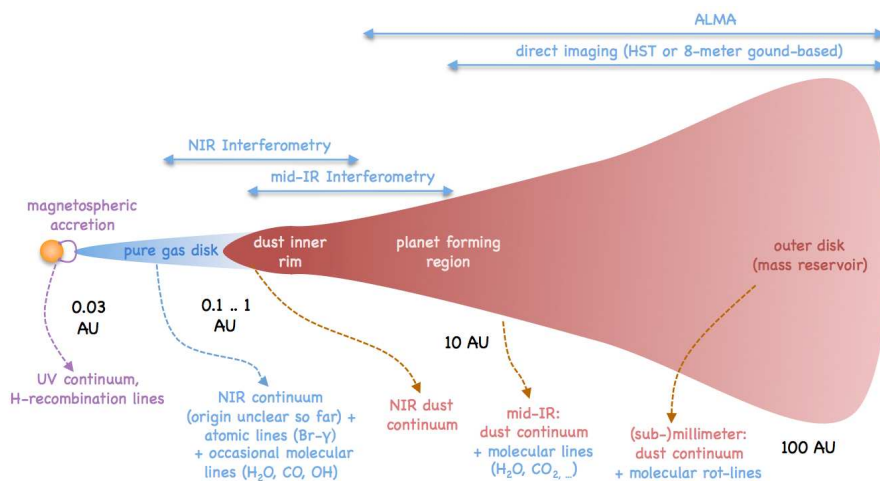 ALMA
direct imaging (HST or 8-meter gound-based)
NIR Interferometry
mid-IR Interferometry
magnetospheric
accretion
pure gas disk
dust inner
rim
planet forming
region
outer disk
(mass reservoir)
0.03
AU
0.1 .. 1
AU
10 AU
100 AU
UV continuum,
H-recombination lines
NIR continuum
(origin unclear so far) +
atomic lines (Br-γ)
+ occasional molecular
lines (H₂O, CO, OH)
NIR dust
continuum
mid-IR:
dust continuum
+ molecular lines
(H₂O, CO₂, _)
(sub-)millimeter:
dust continuum
+ molecular rot-lines